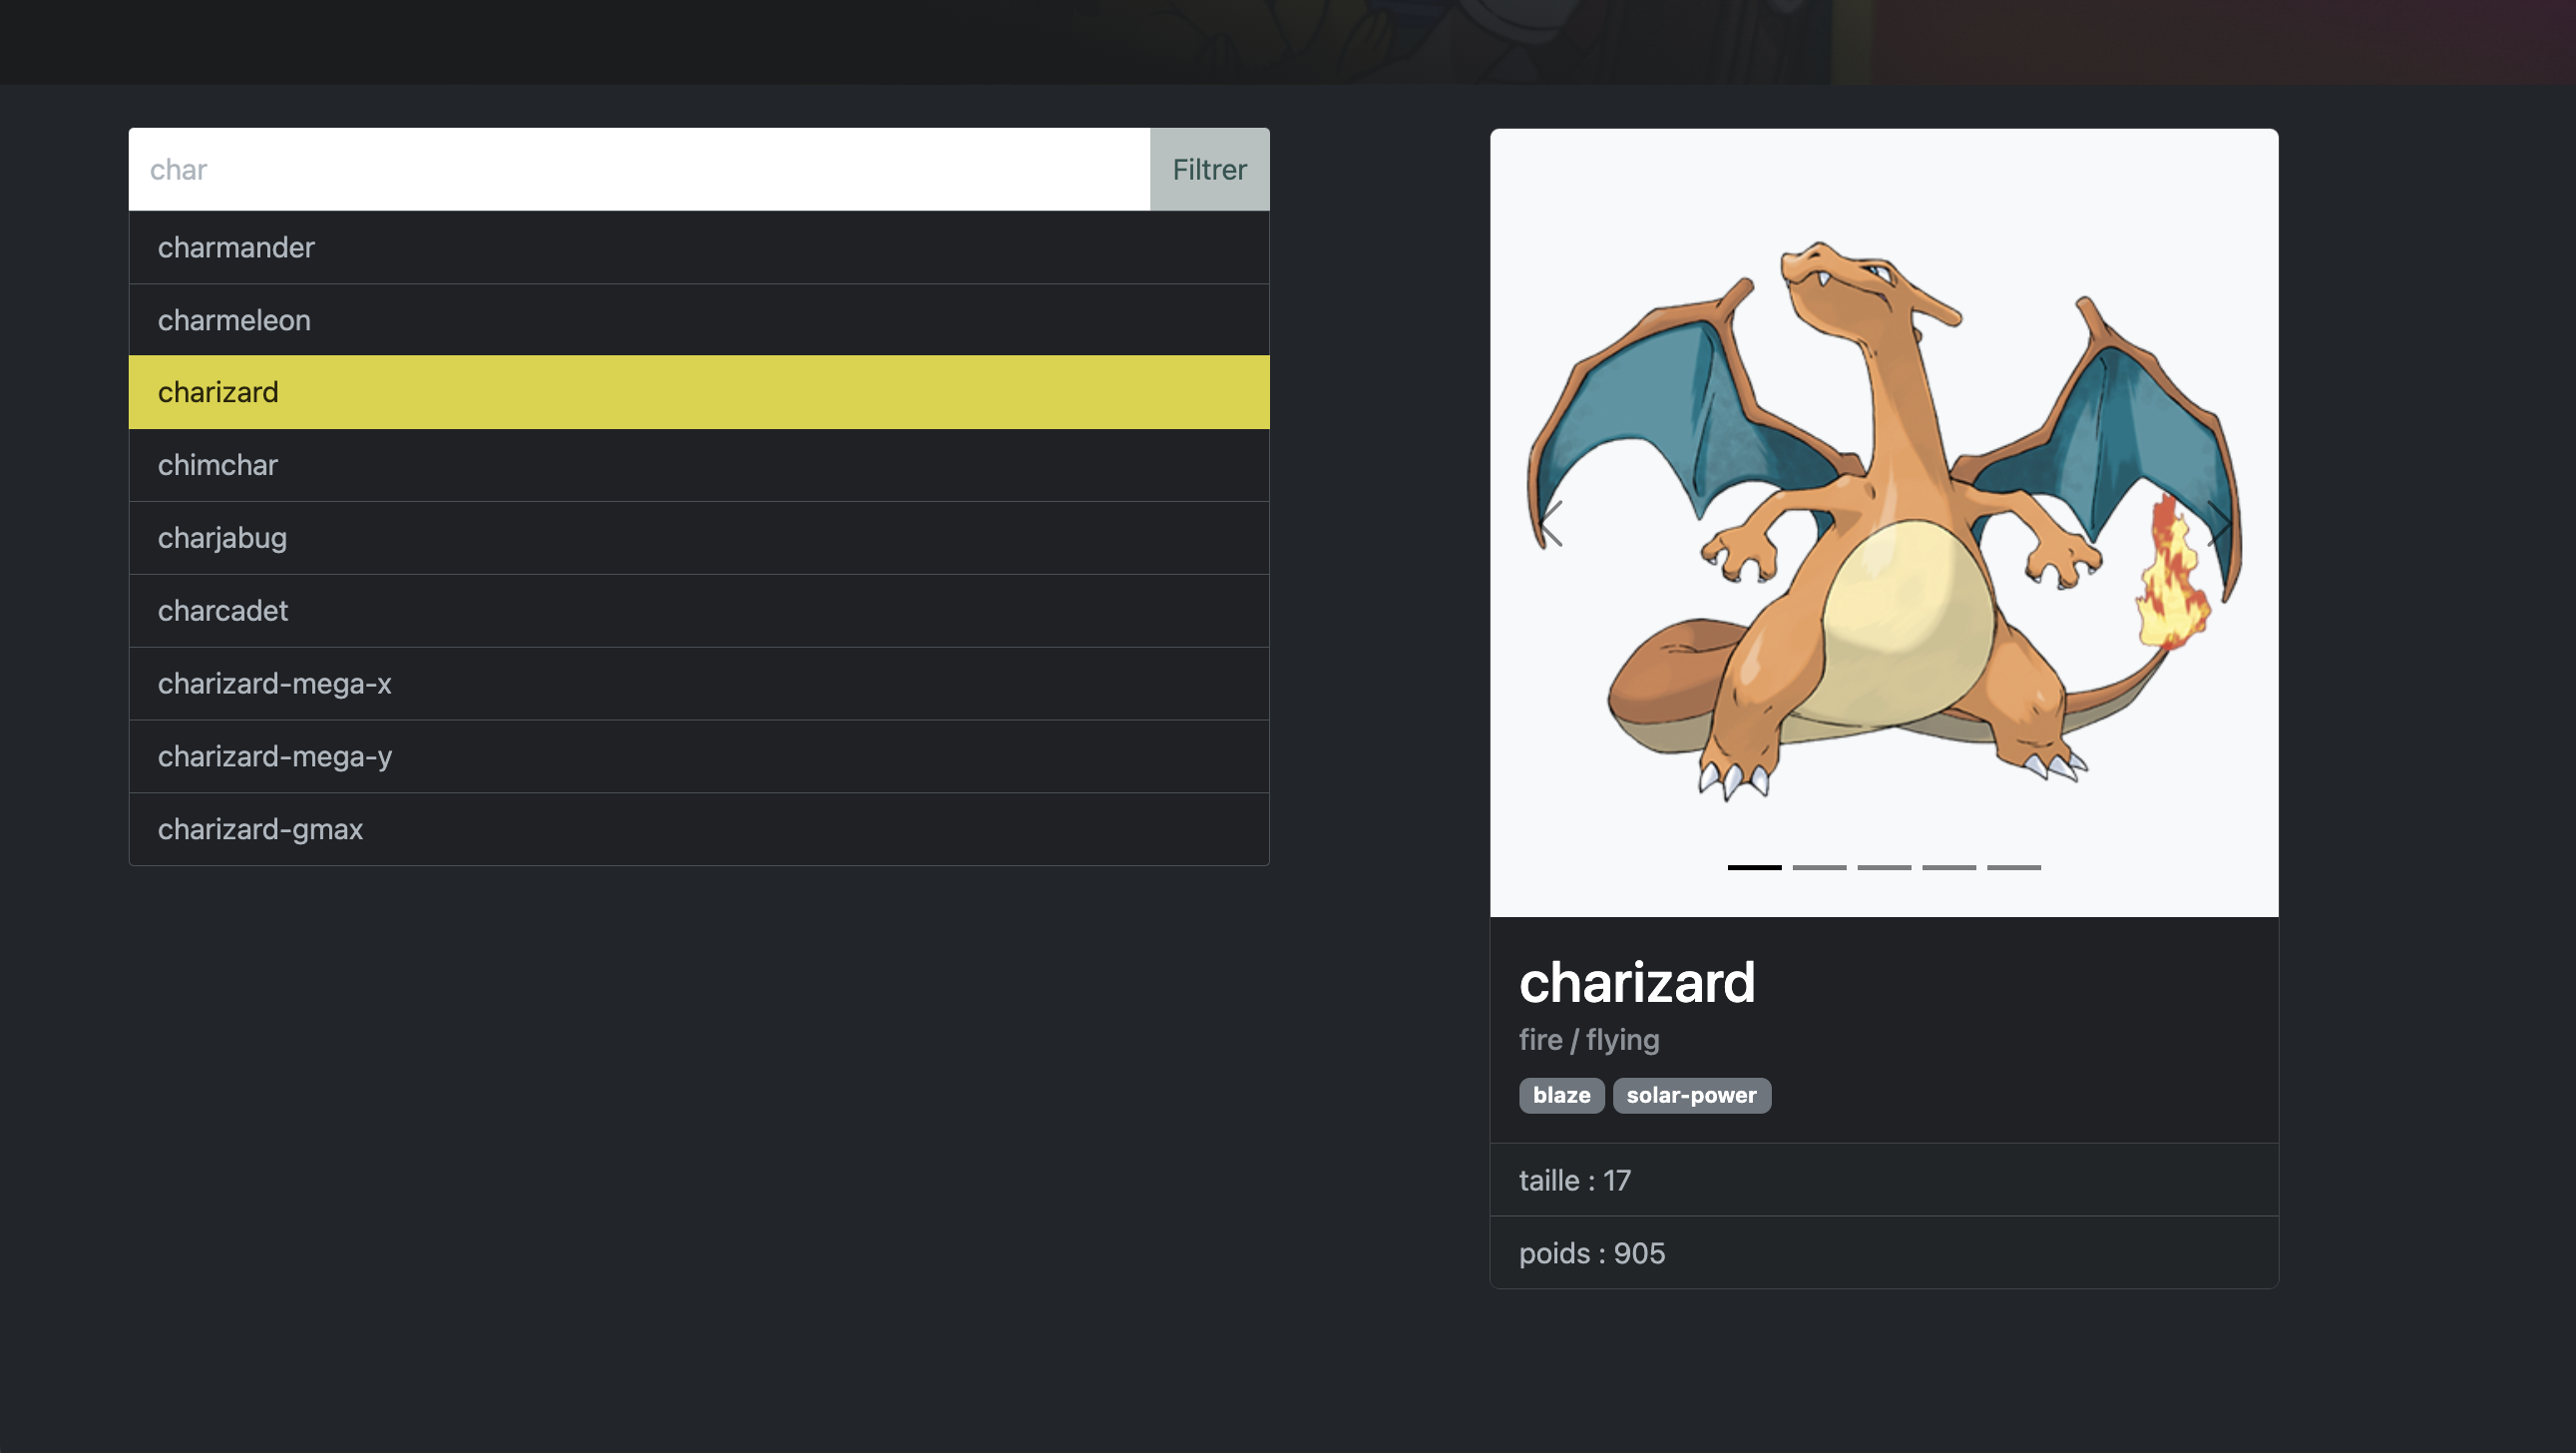 char
Filtrer
charmander
charmeleon
charizard
chimchar
charjabug
charcadet
charizard-mega-x
charizard-mega-y
charizard-gmax
charizard
fire / flying
blaze solar-power
taille : 17
poids : 905